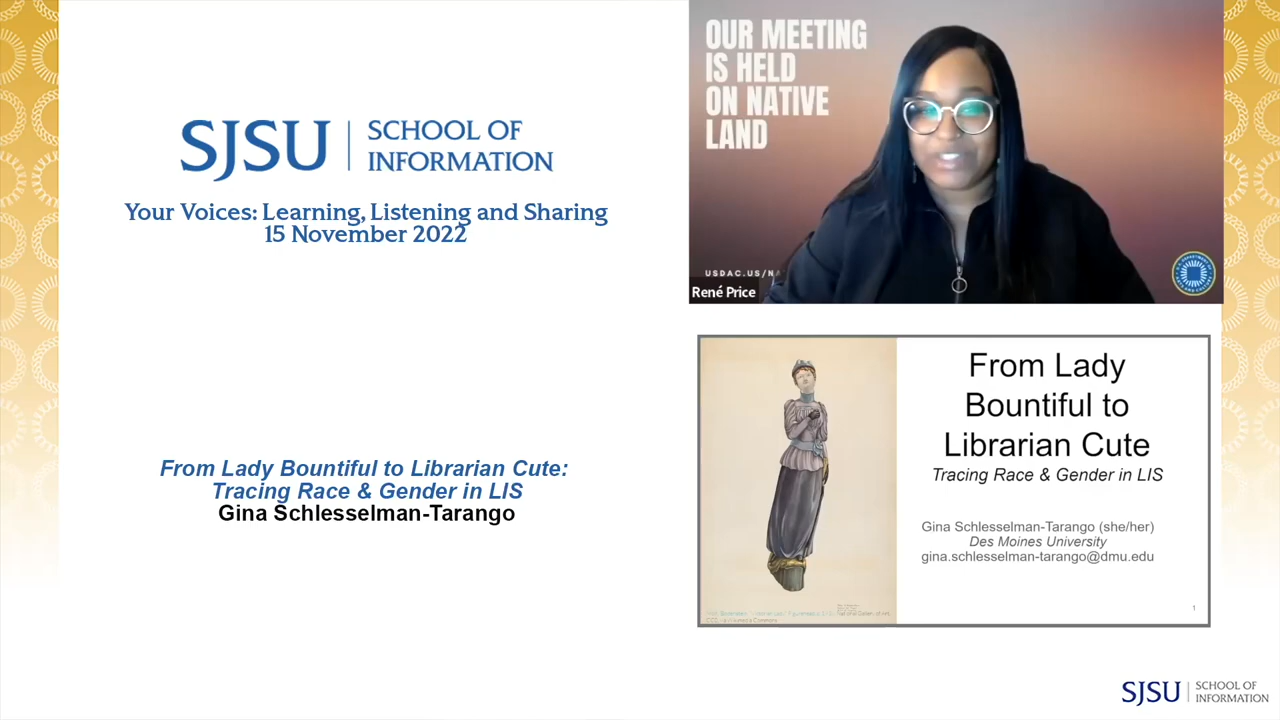 SJSU
SCHOOL OF
INFORMATION
Your Voices: Learning, Listening and Sharing
15 November 2022
From Lady Bountiful to Librarian Cute:
Tracing Race & Gender in LIS
Gina Schlesselman-Tarango
OUR MEETING
IS HELD
ON NATIVE
LAND
USDAC.US/NA
René Price
From Lady
Bountiful to
Librarian Cute
Tracing Race & Gender in LIS
Gina Schlesselman-Tarango (she/her)
Des Moines University
gina.schlesselman-tarango@dmu.edu
1
SJSU
SCHOOL OF
INFORMATION